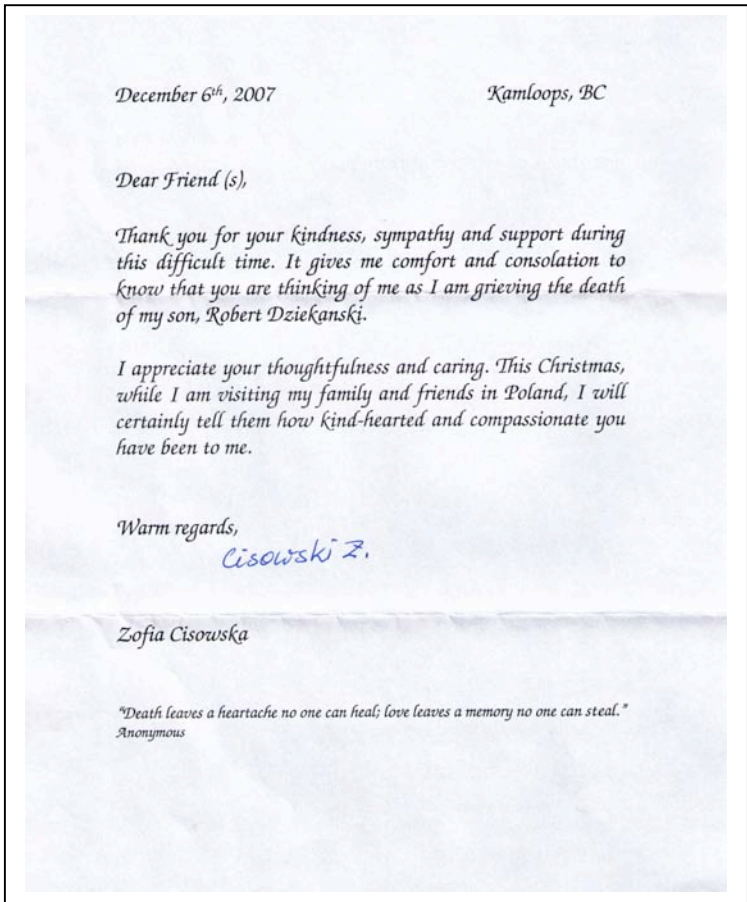 December 6th, 2007 Kamloops, BC
Dear Friend (s),
Thank you for your kindness, sympathy and support during
this difficult time. It gives me comfort and consolation to
know that you are thinking of me as I am grieving the death
of my son, Robert Dziekanski.
I appreciate your thoughtfulness and caring. This Christmas,
while I am visiting my family and friends in Poland, I will
certainly tell them how kind-hearted and compassionate you
have been to me.
Warm regards,
Cisowski Z.
Zofia Cisowska
"Death leaves a heartache no one can heal; love leaves a memory no one can steal."
Anonymous